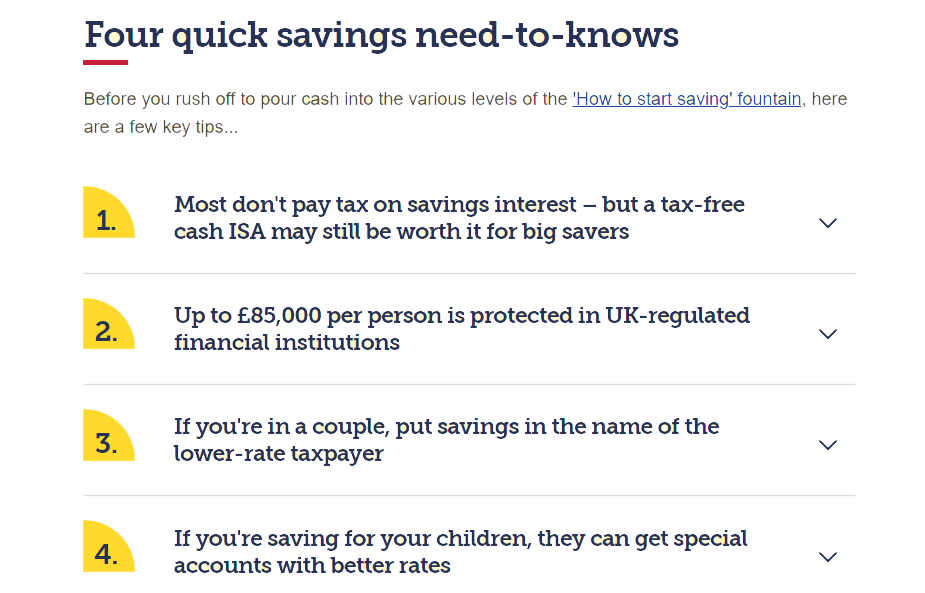 Four quick savings need-to-knows
Before you rush off to pour cash into the various levels of the 'How to start saving' fountain, here
are a few key tips...
1.
Most don't pay tax on savings interest – but a tax-free
cash ISA may still be worth it for big savers
2.
Up to £85,000 per person is protected in UK-regulated
financial institutions
3.
If you're in a couple, put savings in the name of the
lower-rate taxpayer
4.
If you're saving for your children, they can get special
accounts with better rates